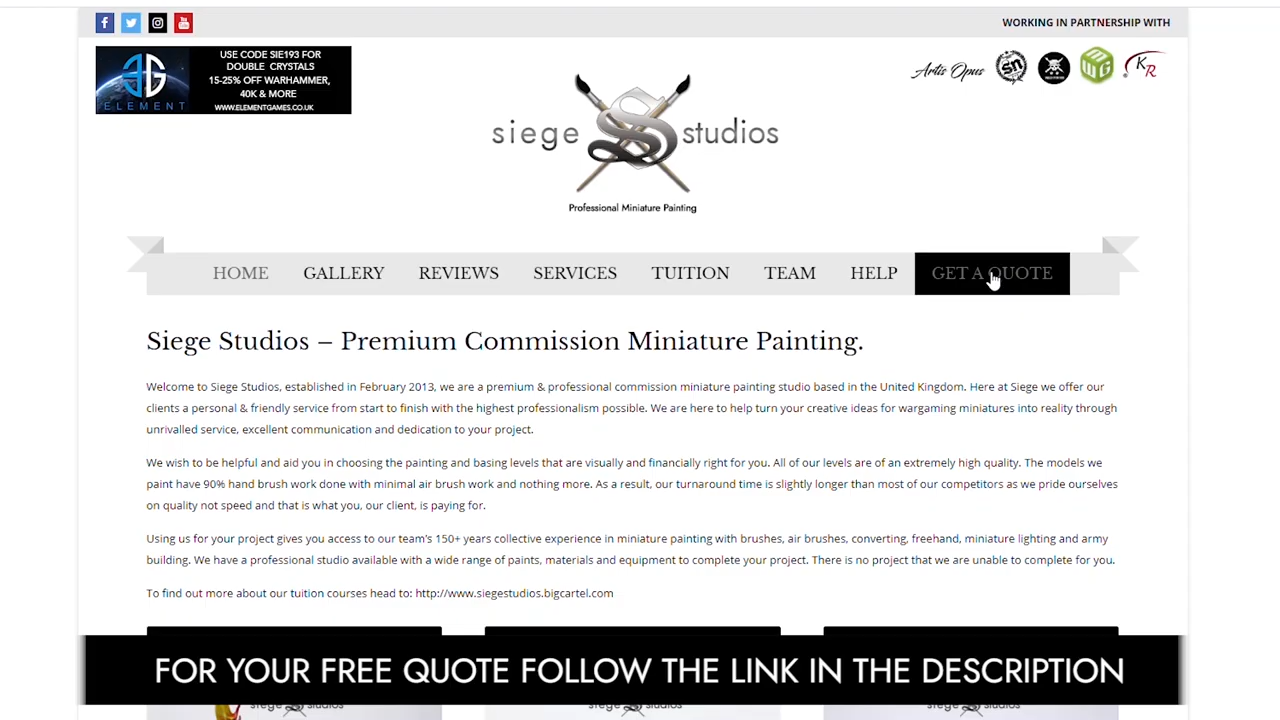 WORKING IN PARTNERSHIP WITH
USE CODE SIE193 FOR
DOUBLE CRYSTALS
15-25% OFF WARHAMMER,
40K & MORE
WWW.ELEMENTGAMES.CO.UK
ELEMENT
Artis Opus
sn
WG
KR
siege S studios
Professional Miniature Painting
HOME GALLERY REVIEWS SERVICES TUITION TEAM HELP GET A QUOTE
Siege Studios – Premium Commission Miniature Painting.
Welcome to Siege Studios, established in February 2013, we are a premium & professional commission miniature painting studio based in the United Kingdom. Here at Siege we offer our
clients a personal & friendly service from start to finish with the highest professionalism possible. We are here to help turn your creative ideas for wargaming miniatures into reality through
unrivalled service, excellent communication and dedication to your project.
We wish to be helpful and aid you in choosing the painting and basing levels that are visually and financially right for you. All of our levels are of an extremely high quality. The models we
paint have 90% hand brush work done with minimal air brush work and nothing more. As a result, our turnaround time is slightly longer than most of our competitors as we pride ourselves
on quality not speed and that is what you, our client, is paying for.
Using us for your project gives you access to our team's 150+ years collective experience in miniature painting with brushes, air brushes, converting, freehand, miniature lighting and army
building. We have a professional studio available with a wide range of paints, materials and equipment to complete your project. There is no project that we are unable to complete for you.
To find out more about our tuition courses head to: http://www.siegestudios.bigcartel.com
FOR YOUR FREE QUOTE FOLLOW THE LINK IN THE DESCRIPTION
siege studios siege studios siege studios